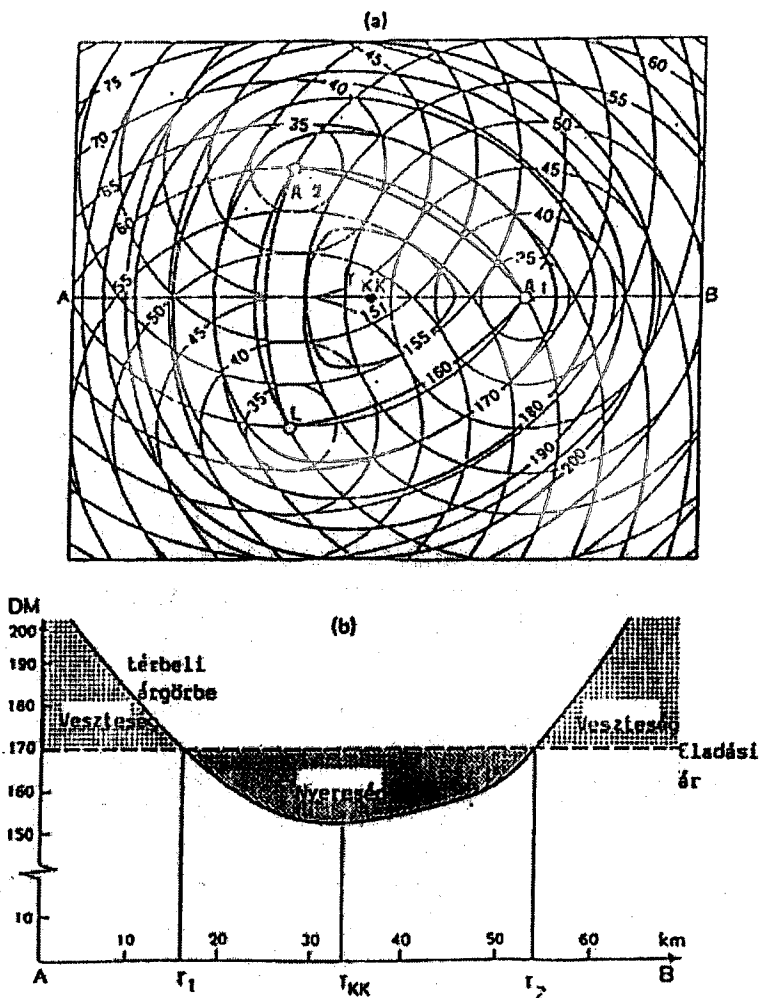 (a)
75
45
60
40
55
70
35
50
65
45
A 2
60
40
35
A
55
50
KK
A 1
B
151
45
155
40
160
35
170
180
L
190
200
DM
(b)
200
190
térbeli
árgörbe
180
Veszteség
Veszteség
170
Eladási
ár
160
Nyereség
150
10
10 20 30 40 50 60 km
A r1 rKK r2 B